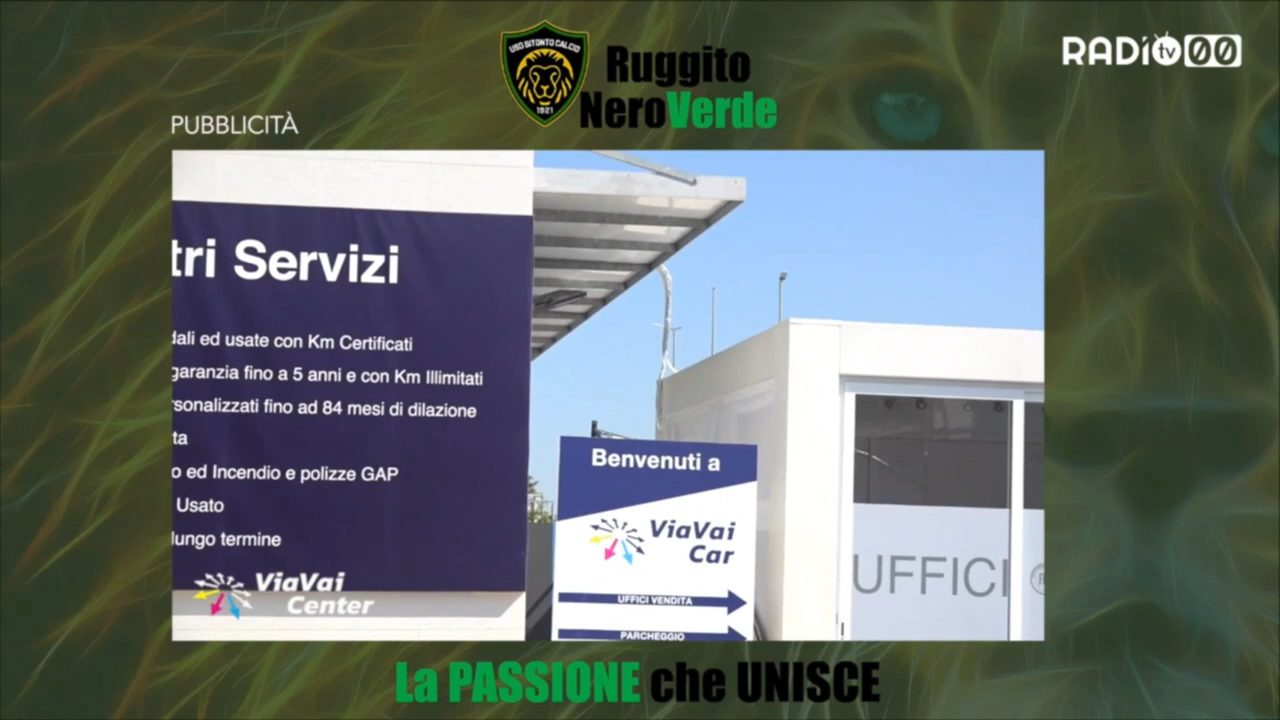 USD BITONTO CALCIO
1921
Ruggito
NeroVerde
RADIO tv 00
PUBBLICITÀ
tri Servizi
dali ed usate con Km Certificati
garanzia fino a 5 anni e con Km Illimitati
rsonalizzati fino ad 84 mesi di dilazione
ta
o ed Incendio e polizze GAP
Usato
lungo termine
ViaVai
Center
Benvenuti a
ViaVai
Car
UFFICI VENDITA
PARCHEGGIO
UFFICI
La PASSIONE che UNISCE